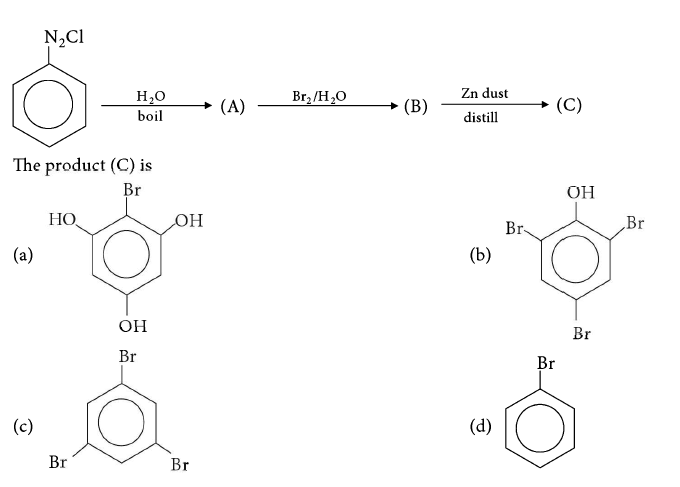 N₂Cl
H₂O
boil
(A)
Br₂/H₂O
(B)
Zn dust
distill
(C)
The product (C) is
(a)
Br
HO
OH
OH
(b)
OH
Br
Br
Br
(c)
Br
Br
Br
(d)
Br